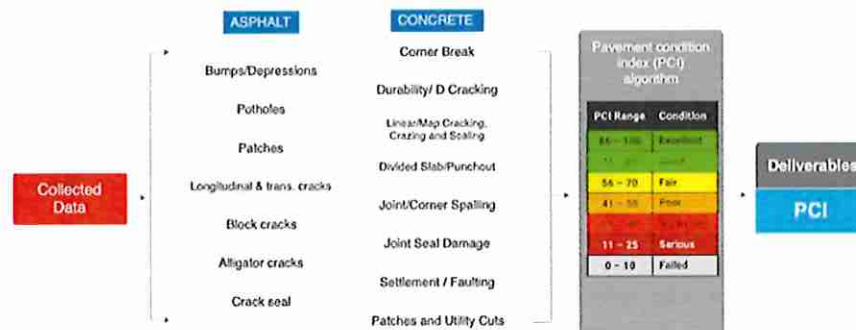 ASPHALT
CONCRETE
Collected
Data
Bumps/Depressions
Potholes
Patches
Longitudinal & trans. cracks
Block cracks
Alligator cracks
Crack seal
Corner Break
Durability/ D Cracking
Linear/Map Cracking,
Crazing and Scaling
Divided Slab/Punchout
Joint/Corner Spalling
Joint Seal Damage
Settlement / Faulting
Patches and Utility Cuts
Pavement condition
index (PCI)
algorithm
PCI Range Condition
86 – 100 Excellent
56 – 70 Fair
41 – 55 Poor
11 – 25 Serious
0 – 10 Failed
Deliverables
PCI